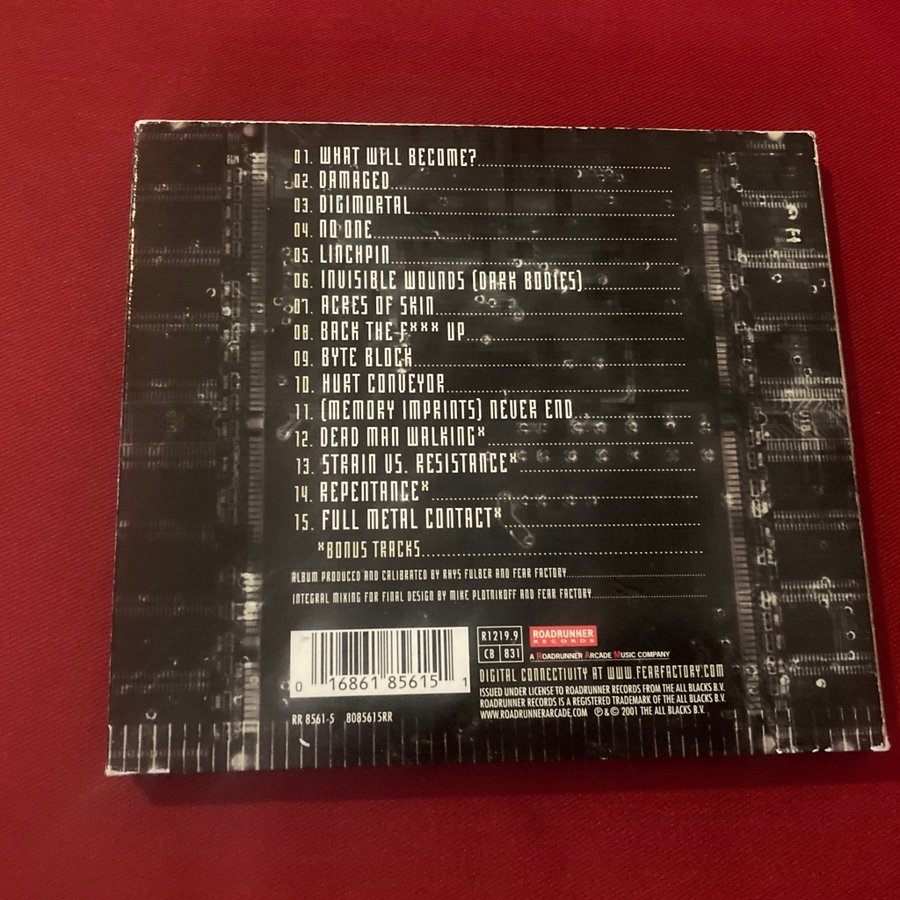 01. WHAT WILL BECOME?
02. DAMAGED
03. DIGIMORTAL
04. NO ONE
05. LINCHPIN
06. INVISIBLE WOUNDS (DARK BODIES)
07. ACRES OF SKIN
08. BACK THE F*** UP
09. BYTE BLOCK
10. HURT CONVEYOR
11. (MEMORY IMPRINTS) NEVER END
12. DEAD MAN WALKING*
13. STRAIN VS. RESISTANCE*
14. REPENTANCE*
15. FULL METAL CONTACT*
*BONUS TRACKS
ALBUM PRODUCED AND CALIBRATED BY RHYS FULBER AND FEAR FACTORY
INTEGRAL MIXING FOR FINAL DESIGN BY MIKE PLOTNIKOFF AND FEAR FACTORY
0 16861 85615 1
RR 8561-5 8085615RR
R1219.9
CB 831
ROADRUNNER
RECORDS
A ROADRUNNER ARCADE MUSIC COMPANY
DIGITAL CONNECTIVITY AT WWW.FEARFACTORY.COM
ISSUED UNDER LICENSE TO ROADRUNNER RECORDS FROM THE ALL BLACKS B.V.
ROADRUNNER RECORDS IS A REGISTERED TRADEMARK OF THE ALL BLACKS B.V.
WWW.ROADRUNNERARCADE.COM ℗ & © 2001 THE ALL BLACKS B.V.